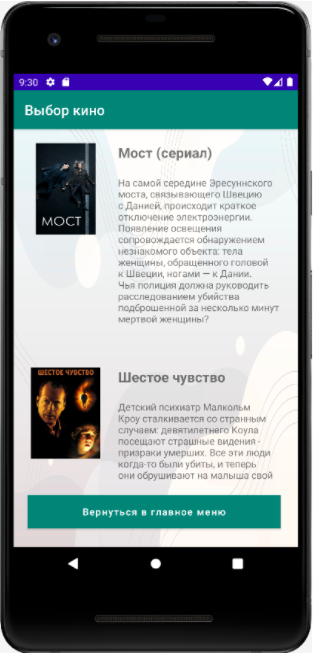 9:30
Выбор кино
Мост (сериал)
На самой середине Эресуннского
моста, связывающего Швецию
с Данией, происходит краткое
отключение электроэнергии.
Появление освещения
сопровождается обнаружением
незнакомого объекта: тела
женщины, обращенного головой
к Швеции, ногами — к Дании.
Чья полиция должна руководить
расследованием убийства
подброшенной за несколько минут
мертвой женщины?
МОСТ
Шестое чувство
Детский психиатр Малкольм
Кроу сталкивается со странным
случаем: девятилетнего Коула
посещают страшные видения -
призраки умерших. Все эти люди
когда-то были убиты, и теперь
они обрушивают на малыша свой
ШЕСТОЕ ЧУВСТВО
Вернуться в главное меню